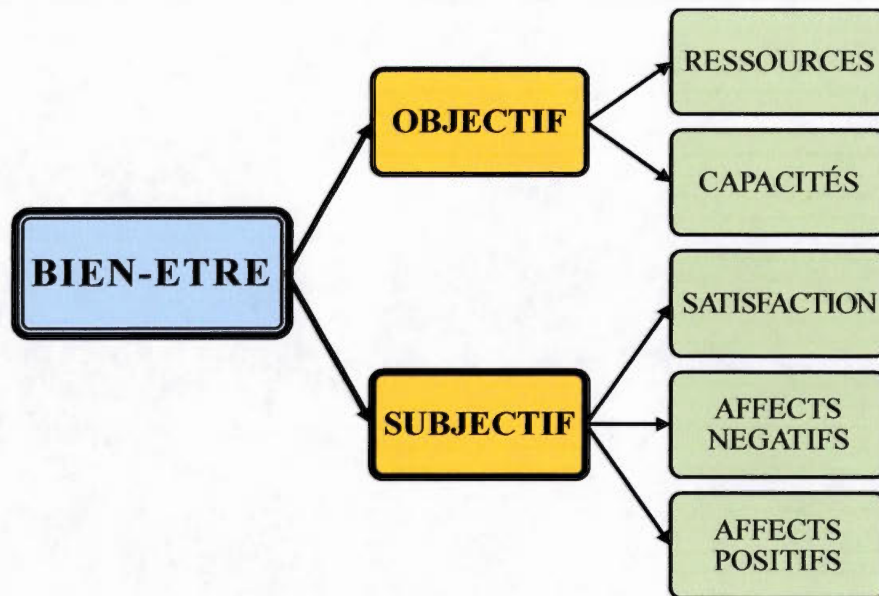 BIEN-ETRE
OBJECTIF
RESSOURCES
CAPACITÉS
SUBJECTIF
SATISFACTION
AFFECTS
NEGATIFS
AFFECTS
POSITIFS